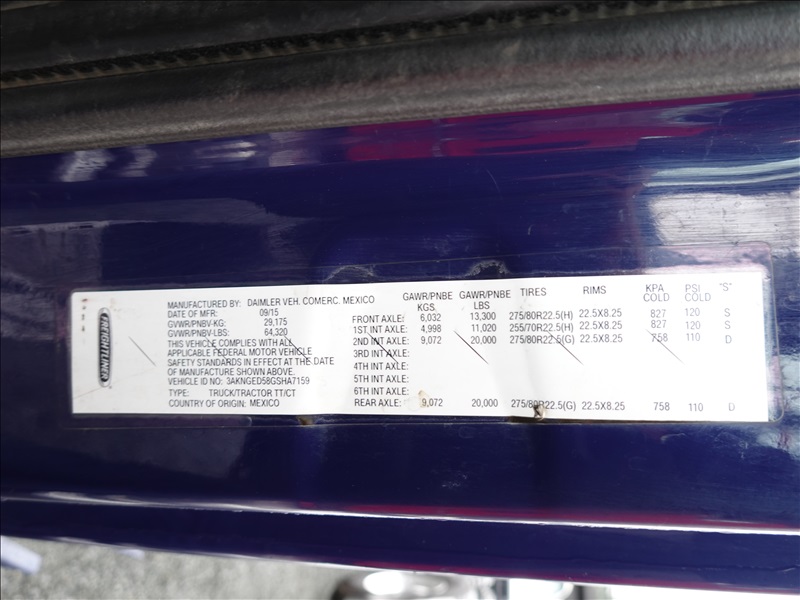 FREIGHTLINER
MANUFACTURED BY: DAIMLER VEH. COMERC. MEXICO
DATE OF MFR: 09/15
GVWR/PNBV-KG: 29,175
GVWR/PNBV-LBS: 64,320
THIS VEHICLE COMPLIES WITH ALL
APPLICABLE FEDERAL MOTOR VEHICLE
SAFETY STANDARDS IN EFFECT AT THE DATE
OF MANUFACTURE SHOWN ABOVE.
VEHICLE ID NO: 3AKNGED58GSHA7159
TYPE: TRUCK/TRACTOR TT/CT
COUNTRY OF ORIGIN: MEXICO
GAWR/PNBE KGS. GAWR/PNBE LBS TIRES RIMS KPA COLD PSI COLD "S"
FRONT AXLE: 6,032 13,300 275/80R22.5(H) 22.5X8.25 827 120 S
1ST INT AXLE: 4,998 11,020 255/70R22.5(H) 22.5X8.25 827 120 S
2ND INT AXLE: 9,072 20,000 275/80R22.5(G) 22.5X8.25 758 110 D
3RD INT AXLE:
4TH INT AXLE:
5TH INT AXLE:
6TH INT AXLE:
REAR AXLE: 9,072 20,000 275/80R22.5(G) 22.5X8.25 758 110 D